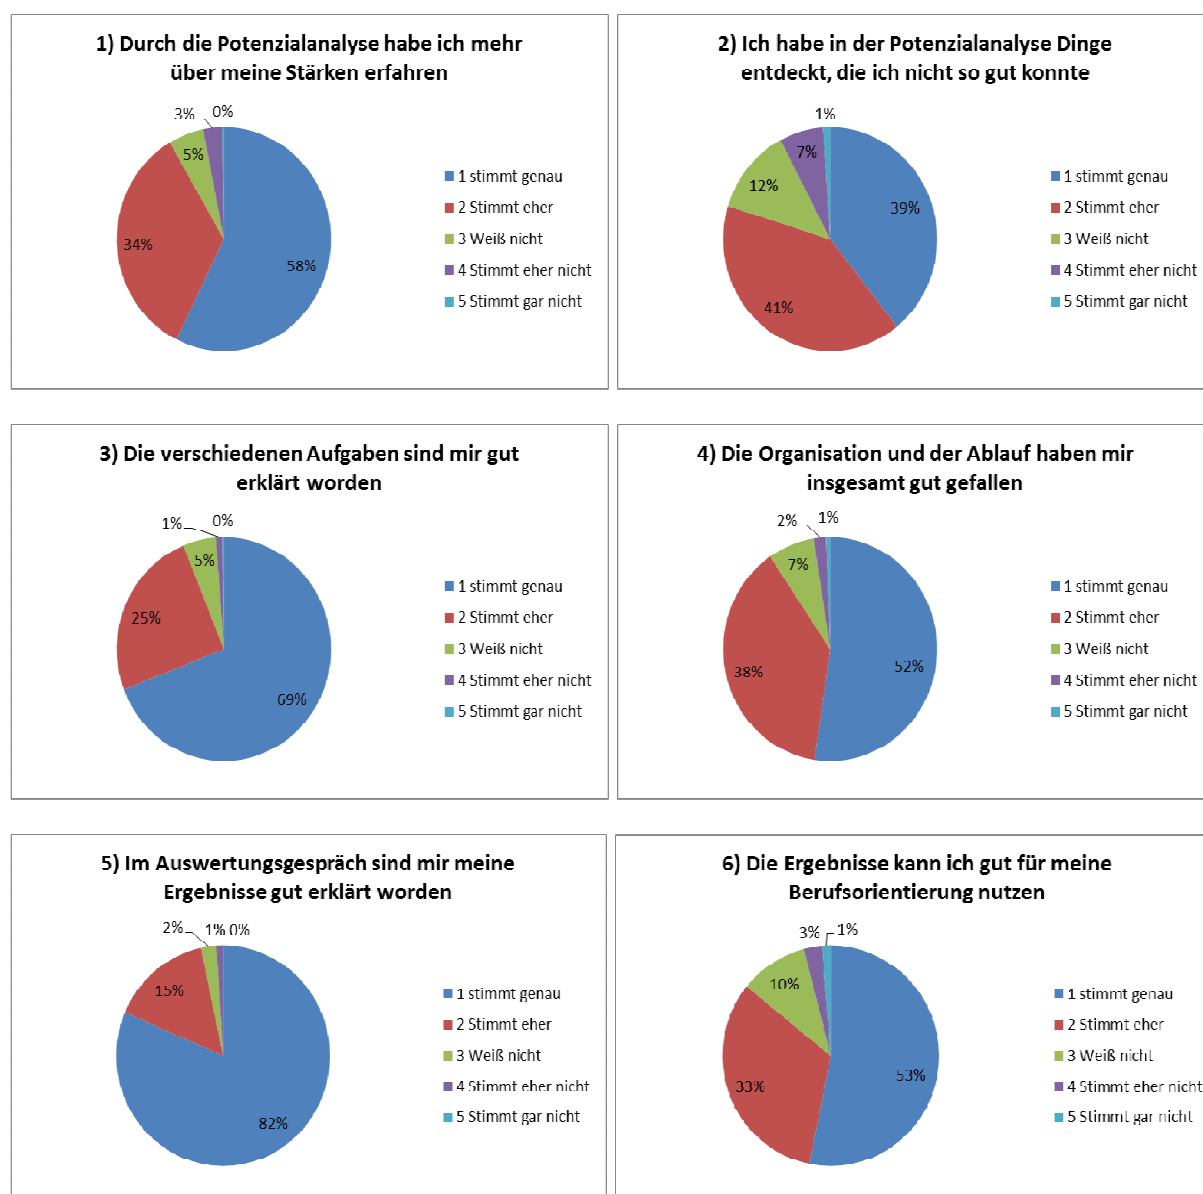 1) Durch die Potenzialanalyse habe ich mehr
über meine Stärken erfahren
3%
0%
5%
34%
58%
1 stimmt genau
2 Stimmt eher
3 Weiß nicht
4 Stimmt eher nicht
5 Stimmt gar nicht
2) Ich habe in der Potenzialanalyse Dinge
entdeckt, die ich nicht so gut konnte
1%
7%
12%
39%
41%
1 stimmt genau
2 Stimmt eher
3 Weiß nicht
4 Stimmt eher nicht
5 Stimmt gar nicht
3) Die verschiedenen Aufgaben sind mir gut
erklärt worden
1%
0%
5%
25%
69%
1 stimmt genau
2 Stimmt eher
3 Weiß nicht
4 Stimmt eher nicht
5 Stimmt gar nicht
4) Die Organisation und der Ablauf haben mir
insgesamt gut gefallen
2%
1%
7%
38%
52%
1 stimmt genau
2 Stimmt eher
3 Weiß nicht
4 Stimmt eher nicht
5 Stimmt gar nicht
5) Im Auswertungsgespräch sind mir meine
Ergebnisse gut erklärt worden
2%
1%
0%
15%
82%
1 stimmt genau
2 Stimmt eher
3 Weiß nicht
4 Stimmt eher nicht
5 Stimmt gar nicht
6) Die Ergebnisse kann ich gut für meine
Berufsorientierung nutzen
3%
1%
10%
33%
53%
1 stimmt genau
2 Stimmt eher
3 Weiß nicht
4 Stimmt eher nicht
5 Stimmt gar nicht